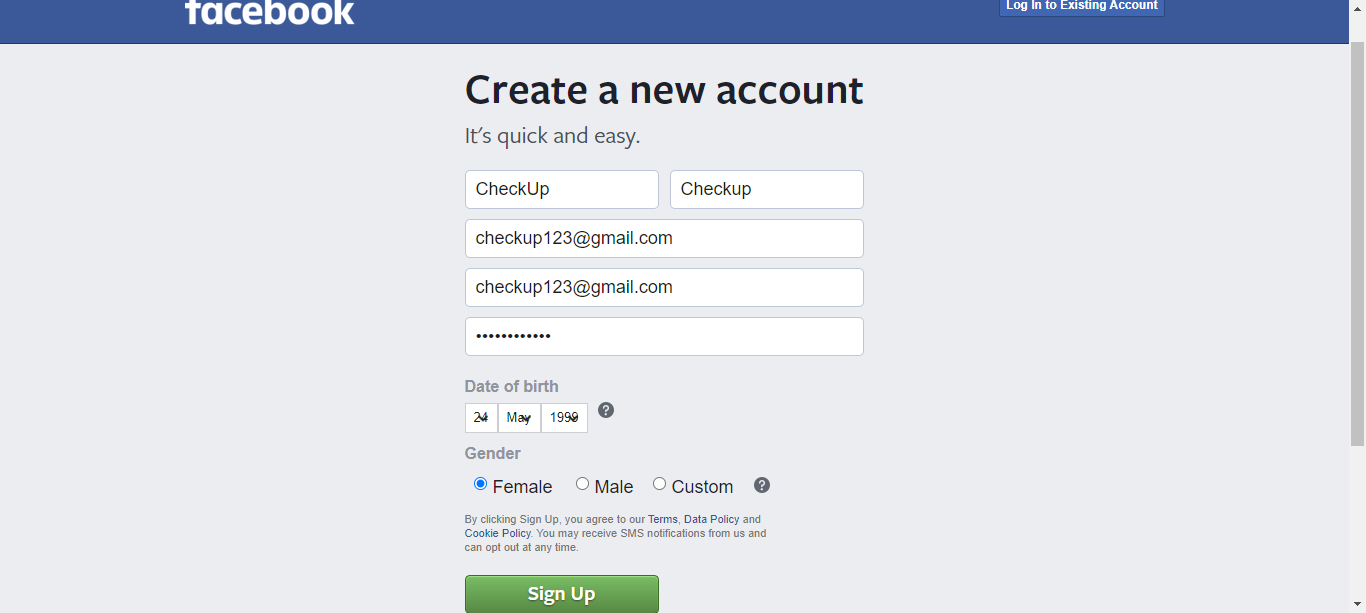 facebook
Log In to Existing Account
Create a new account
It's quick and easy.
CheckUp Checkup
checkup123@gmail.com
checkup123@gmail.com
••••••••••••
Date of birth
24 May 1999 ?
Gender
Female Male Custom ?
By clicking Sign Up, you agree to our Terms, Data Policy and
Cookie Policy. You may receive SMS notifications from us and
can opt out at any time.
Sign Up